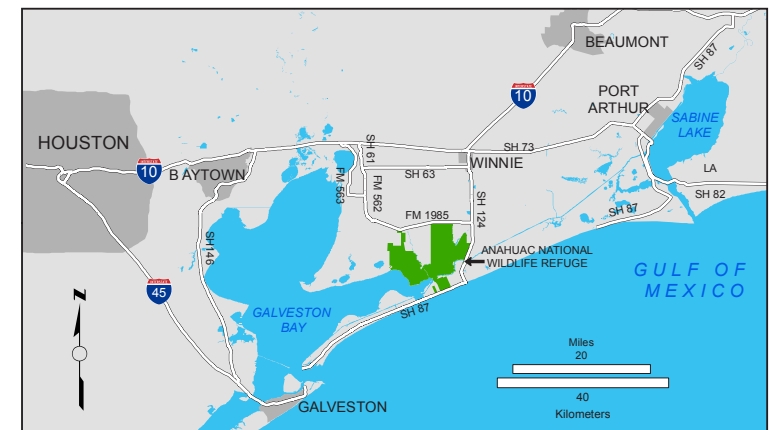 BEAUMONT
SH 87
10
PORT
ARTHUR
SABINE
LAKE
HOUSTON
SH 61
SH 73
WINNIE
10
B AYTOWN
SH 63
LA
FM 563
FM 562
SH 124
SH 82
FM 1985
SH 87
SH146
ANAHUAC NATIONAL
WILDLIFE REFUGE
GULF OF
MEXICO
45
N
GALVESTON
BAY
SH 87
Miles
20
40
Kilometers
GALVESTON